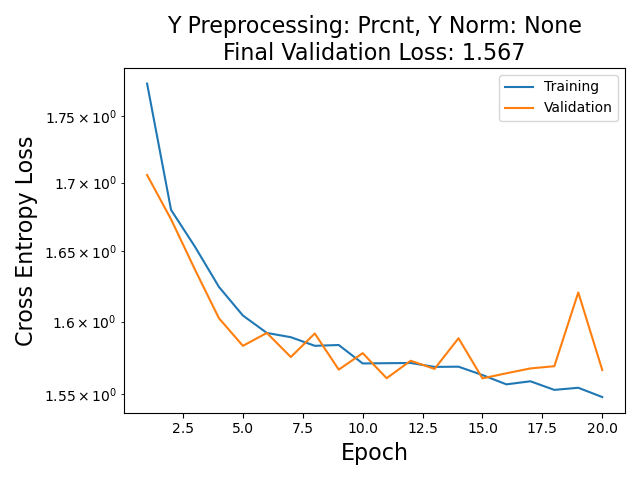 Y Preprocessing: Prcnt, Y Norm: None
Final Validation Loss: 1.567
Training
Validation
Cross Entropy Loss
1.75 × 10⁰
1.7 × 10⁰
1.65 × 10⁰
1.6 × 10⁰
1.55 × 10⁰
2.5 5.0 7.5 10.0 12.5 15.0 17.5 20.0
Epoch